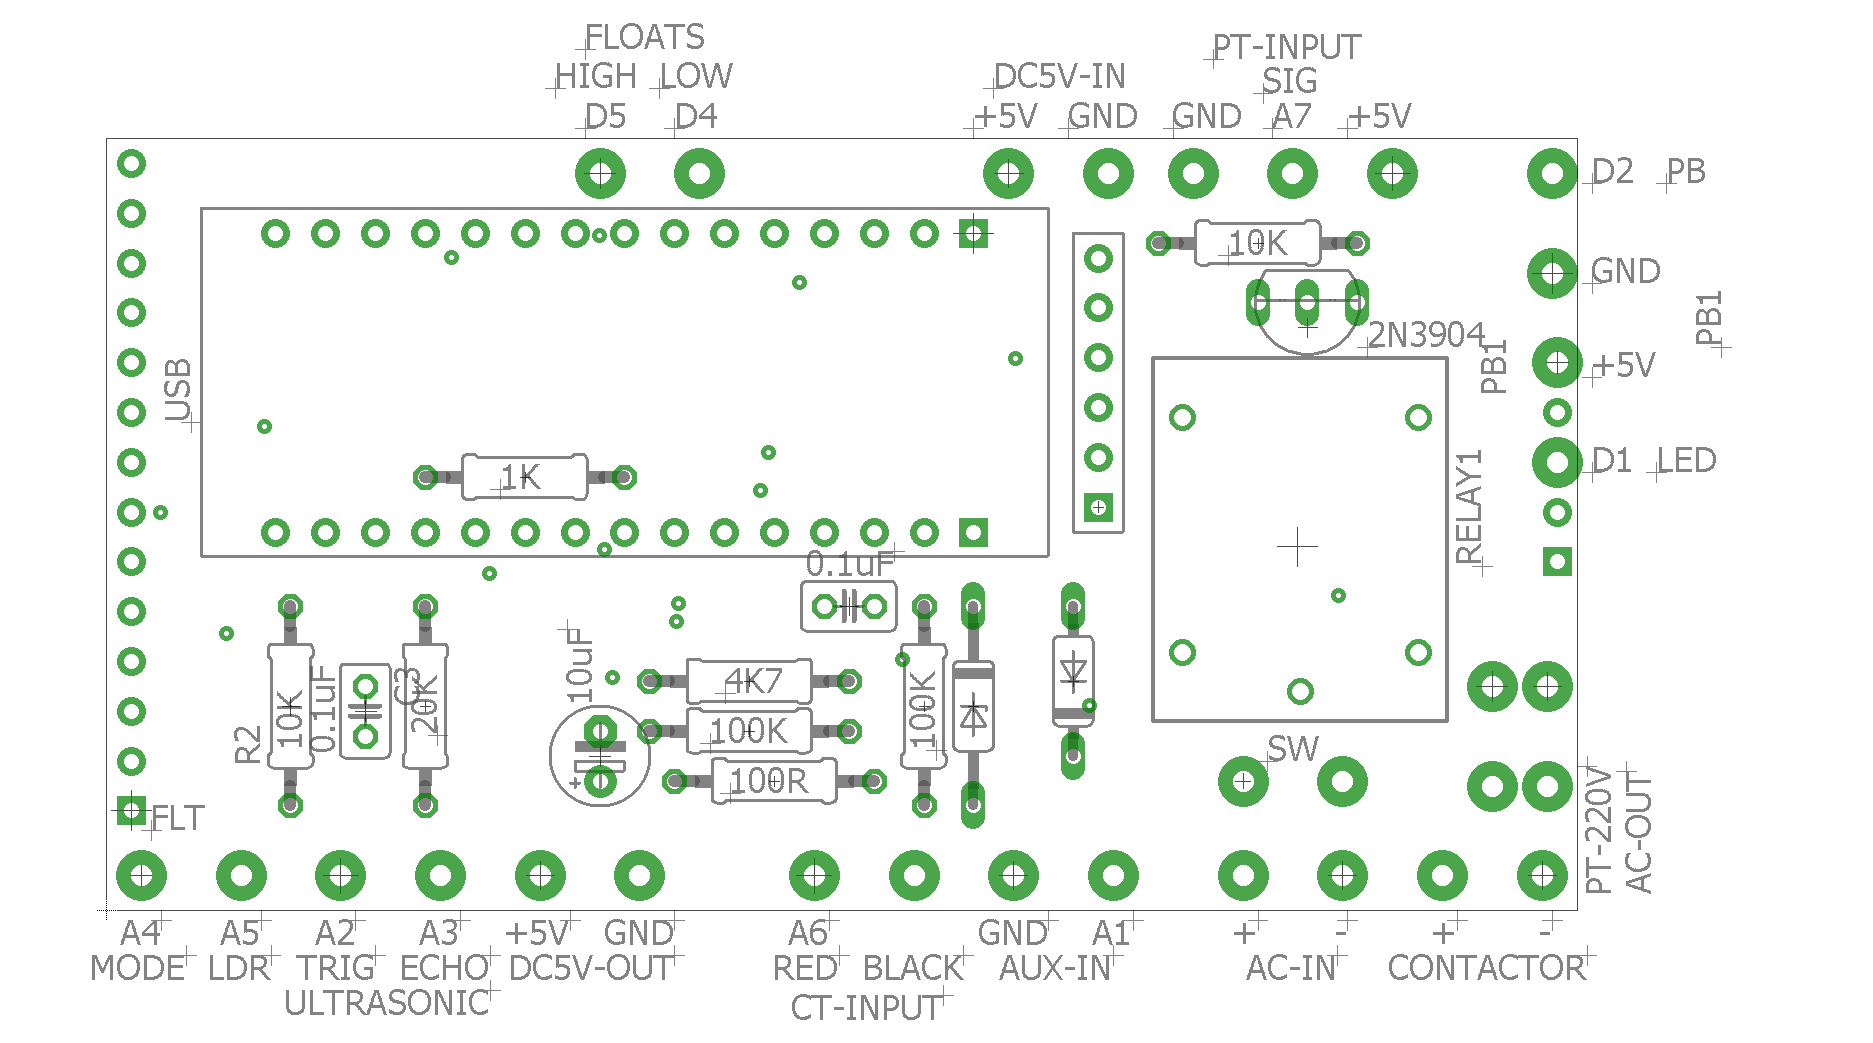 FLOATS
PT-INPUT
HIGH LOW
DC5V-IN
SIG
D5 D4
+5V GND
GND A7 +5V
D2 PB
10K
GND
PB1
2N3904
+5V
PB1
USB
D1 LED
1K
RELAY1
0.1uF
10uF
4K7
10K
0.1uF
C3
20K
100K
100K
R2
SW
100R
FLT
PT-220V
AC-OUT
A4 A5 A2 A3 +5V GND A6 GND A1 + - + -
MODE LDR TRIG ECHO DC5V-OUT RED BLACK AUX-IN AC-IN CONTACTOR
ULTRASONIC
CT-INPUT